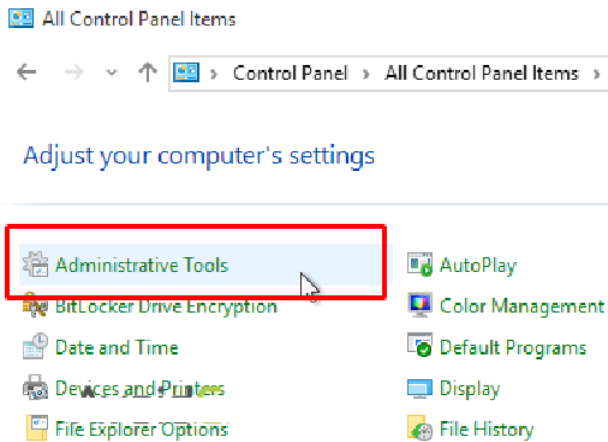 All Control Panel Items
Control Panel > All Control Panel Items >
Adjust your computer's settings
Administrative Tools
AutoPlay
BitLocker Drive Encryption
Color Management
Date and Time
Default Programs
Devices and Printers
Display
File Explorer Options
File History